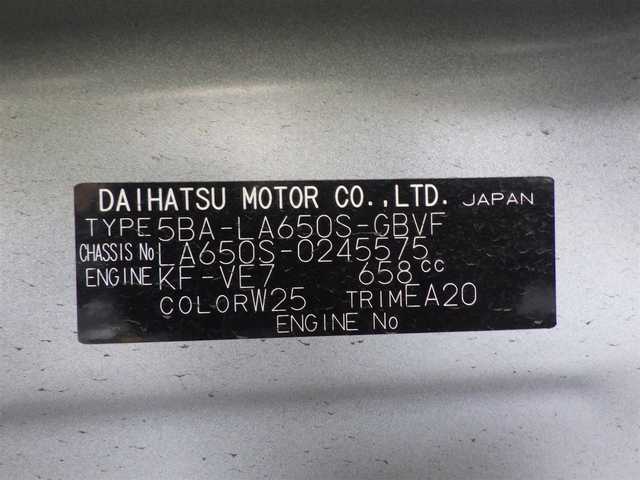 DAIHATSU MOTOR CO.,LTD. JAPAN
TYPE 5BA-LA650S-GBVF
CHASSIS No LA650S-0245575
ENGINE KF-VE7 658cc
COLOR W25 TRIM EA20
ENGINE No